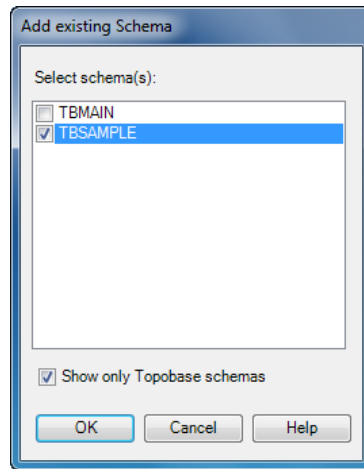 Add existing Schema
Select schema(s):
TBMAIN
TBSAMPLE
Show only Topobase schemas
OK Cancel Help